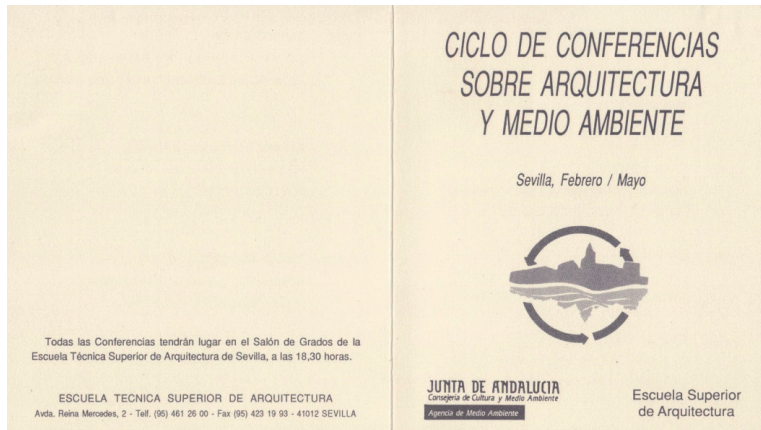 Todas las Conferencias tendrán lugar en el Salón de Grados de la
Escuela Técnica Superior de Arquitectura de Sevilla, a las 18,30 horas.
ESCUELA TECNICA SUPERIOR DE ARQUITECTURA
Avda. Reina Mercedes, 2 - Telf. (95) 461 26 00 - Fax (95) 423 19 93 - 41012 SEVILLA
CICLO DE CONFERENCIAS
SOBRE ARQUITECTURA
Y MEDIO AMBIENTE
Sevilla, Febrero / Mayo
JUNTA DE ANDALUCIA
Consejería de Cultura y Medio Ambiente
Agencia de Medio Ambiente
Escuela Superior
de Arquitectura